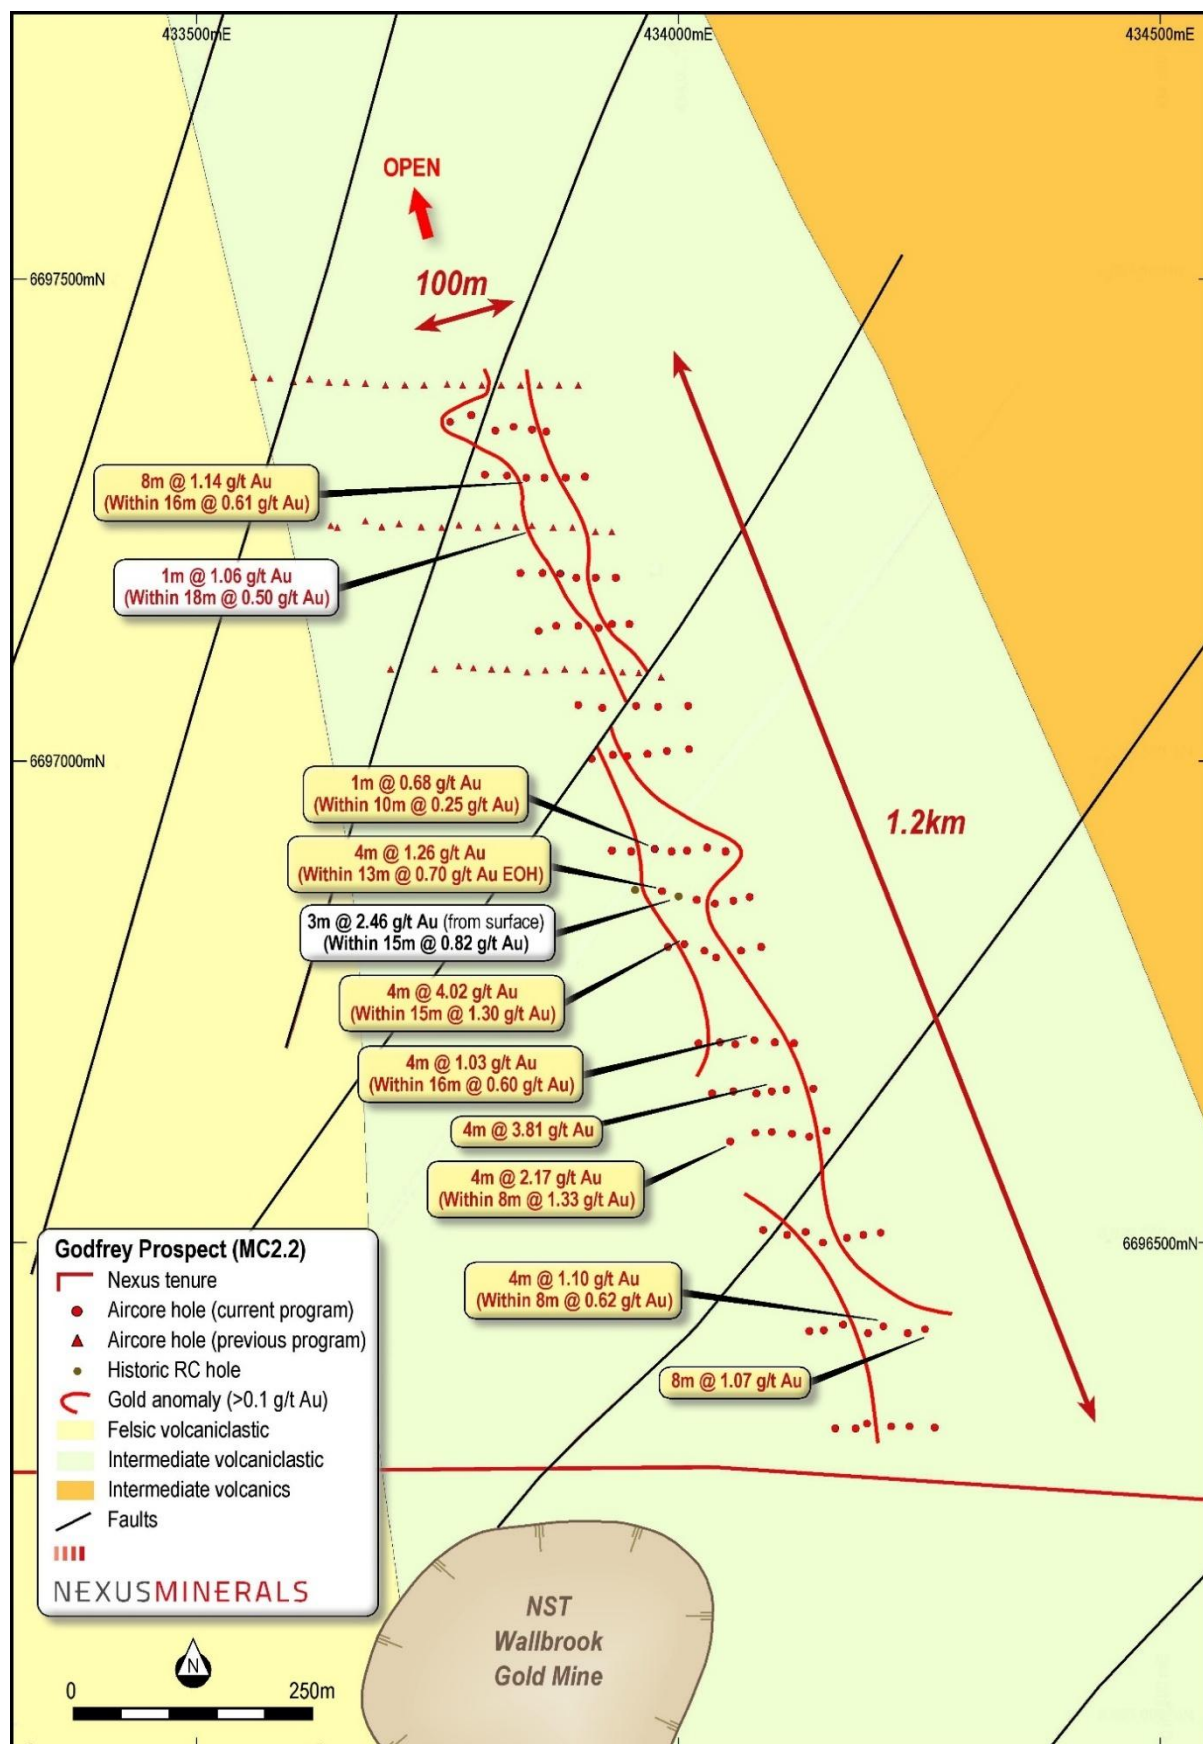 433500mE
434000mE
434500mE
OPEN
6697500mN
100m
8m @ 1.14 g/t Au
(Within 16m @ 0.61 g/t Au)
1m @ 1.06 g/t Au
(Within 18m @ 0.50 g/t Au)
6697000mN
1m @ 0.68 g/t Au
(Within 10m @ 0.25 g/t Au)
1.2km
4m @ 1.26 g/t Au
(Within 13m @ 0.70 g/t Au EOH)
3m @ 2.46 g/t Au (from surface)
(Within 15m @ 0.82 g/t Au)
4m @ 4.02 g/t Au
(Within 15m @ 1.30 g/t Au)
4m @ 1.03 g/t Au
(Within 16m @ 0.60 g/t Au)
4m @ 3.81 g/t Au
4m @ 2.17 g/t Au
(Within 8m @ 1.33 g/t Au)
6696500mN
4m @ 1.10 g/t Au
(Within 8m @ 0.62 g/t Au)
8m @ 1.07 g/t Au
Godfrey Prospect (MC2.2)
Nexus tenure
Aircore hole (current program)
Aircore hole (previous program)
Historic RC hole
Gold anomaly (>0.1 g/t Au)
Felsic volcaniclastic
Intermediate volcaniclastic
Intermediate volcanics
Faults
NEXUSMINERALS
NST
Wallbrook
Gold Mine
N
0 250m